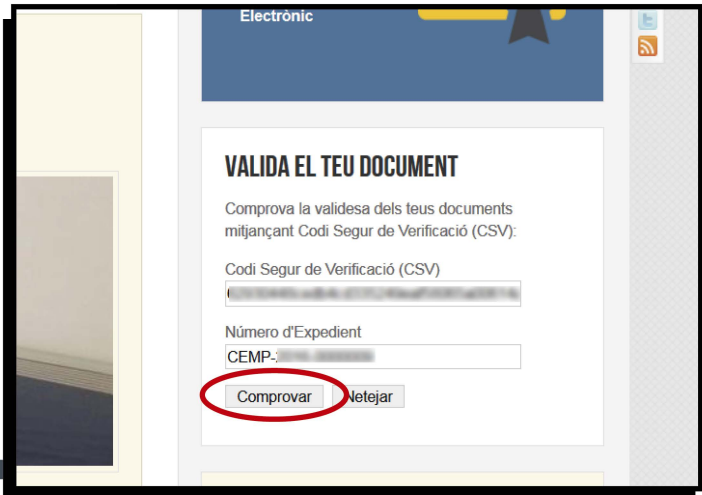 Electrònic
VALIDA EL TEU DOCUMENT
Comprova la validesa dels teus documents
mitjançant Codi Segur de Verificació (CSV):
Codi Segur de Verificació (CSV)
Número d'Expedient
CEMP-
Comprovar Netejar